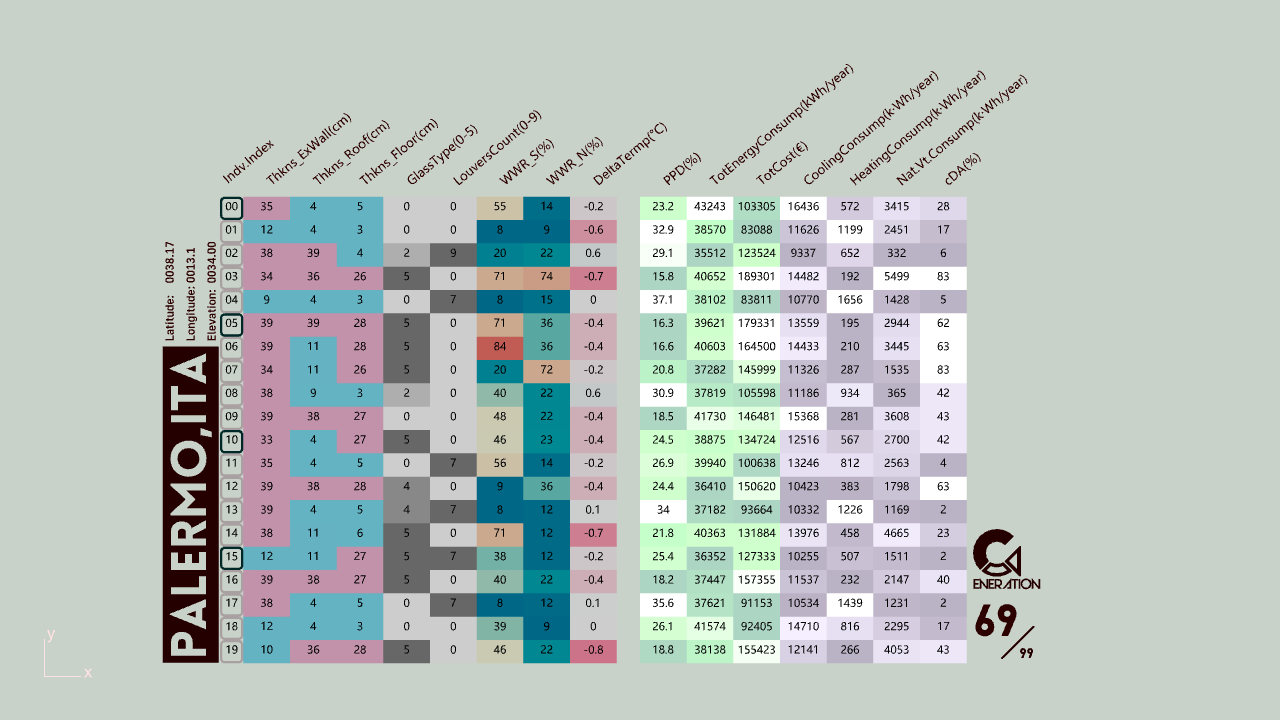 Indv.Index Thkns_ExWall(cm) Thkns_Roof(cm) Thkns_Floor(cm) GlassType(0-5) LouversCount(0-9) WWR_S(%) WWR_N(%) DeltaTermp(°C) PPD(%) TotEnergyConsump(kWh/year) TotCost(€) CoolingConsump(k·Wh/year) HeatingConsump(k·Wh/year) Nat.Vt.Consump(k·Wh/year) cDA(%)
00 35 4 5 0 0 55 14 -0.2 23.2 43243 103305 16436 572 3415 28
01 12 4 3 0 0 8 9 -0.6 32.9 38570 83088 11626 1199 2451 17
02 38 39 4 2 9 20 22 0.6 29.1 35512 123524 9337 652 332 6
03 34 36 26 5 0 71 74 -0.7 15.8 40652 189301 14482 192 5499 83
04 9 4 3 0 7 8 15 0 37.1 38102 83811 10770 1656 1428 5
05 39 39 28 5 0 71 36 -0.4 16.3 39621 179331 13559 195 2944 62
06 39 11 28 5 0 84 36 -0.4 16.6 40603 164500 14433 210 3445 63
07 34 11 26 5 0 20 72 -0.2 20.8 37282 145999 11326 287 1535 83
08 38 9 3 2 0 40 22 0.6 30.9 37819 105598 11186 934 365 42
09 39 38 27 0 0 48 22 -0.4 18.5 41730 146481 15368 281 3608 43
10 33 4 27 5 0 46 23 -0.4 24.5 38875 134724 12516 567 2700 42
11 35 4 5 0 7 56 14 -0.2 26.9 39940 100638 13246 812 2563 4
12 39 38 28 4 0 9 36 -0.4 24.4 36410 150620 10423 383 1798 63
13 39 4 5 4 7 8 12 0.1 34 37182 93664 10332 1226 1169 2
14 38 11 6 5 0 71 12 -0.7 21.8 40363 131884 13976 458 4665 23
15 12 11 27 5 7 38 12 -0.2 25.4 36352 127333 10255 507 1511 2
16 39 38 27 5 0 40 22 -0.4 18.2 37447 157355 11537 232 2147 40
17 38 4 5 0 7 8 12 0.1 35.6 37621 91153 10534 1439 1231 2
18 12 4 3 0 0 39 9 0 26.1 41574 92405 14710 816 2295 17
19 10 36 28 5 0 46 22 -0.8 18.8 38138 155423 12141 266 4053 43
Latitude: 0038.17
Longitude: 0013.1
Elevation: 0034.00
PALERMO,ITA
GENERATION
69/99
y
x